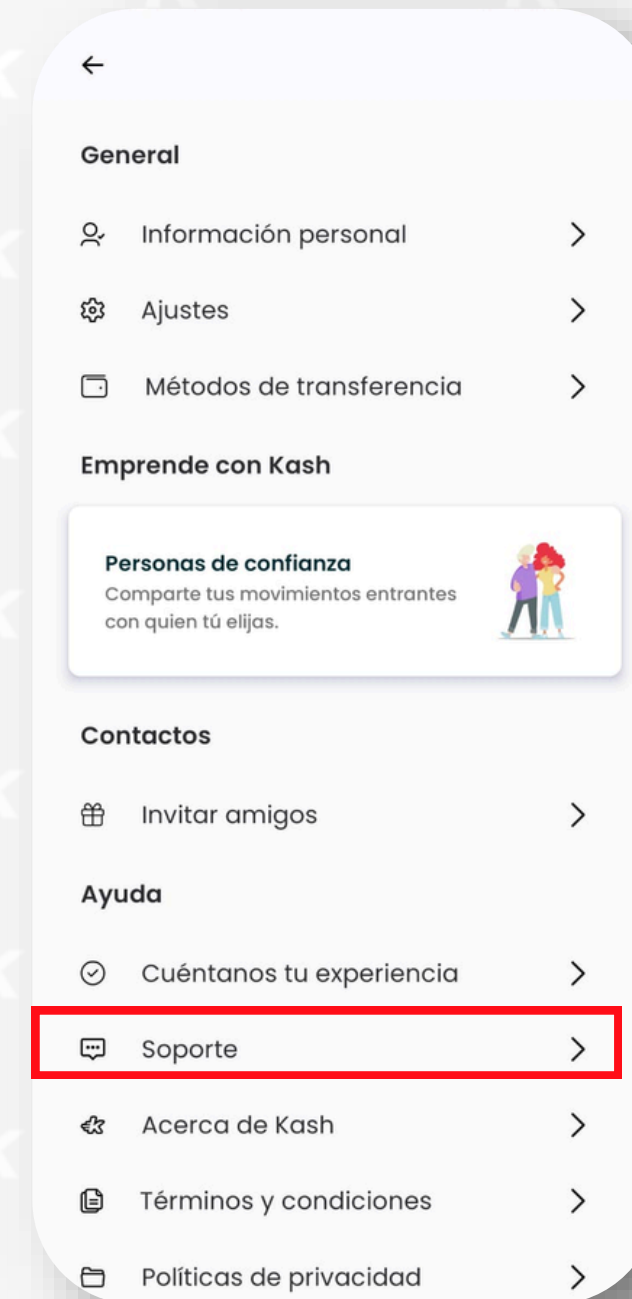 General
Información personal
Ajustes
Métodos de transferencia
Emprende con Kash
Personas de confianza
Comparte tus movimientos entrantes
con quien tú elijas.
Contactos
Invitar amigos
Ayuda
Cuéntanos tu experiencia
Soporte
Acerca de Kash
Términos y condiciones
Políticas de privacidad